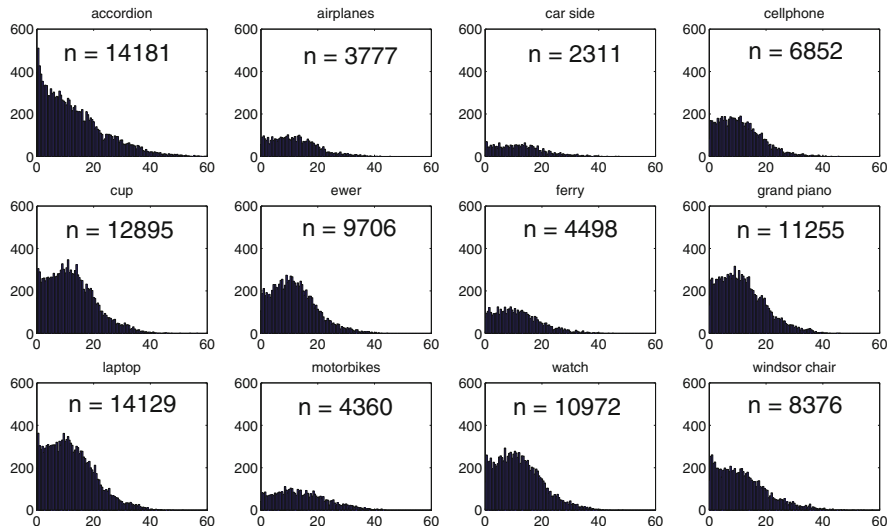 accordion airplanes car side cellphone
600 600 600 600
n = 14181 n = 3777 n = 2311 n = 6852
400 400 400 400
200 200 200 200
0 0 0 0
0 20 40 60 0 20 40 60 0 20 40 60 0 20 40 60
cup ewer ferry grand piano
600 600 600 600
n = 12895 n = 9706 n = 4498 n = 11255
400 400 400 400
200 200 200 200
0 0 0 0
0 20 40 60 0 20 40 60 0 20 40 60 0 20 40 60
laptop motorbikes watch windsor chair
600 600 600 600
n = 14129 n = 4360 n = 10972 n = 8376
400 400 400 400
200 200 200 200
0 0 0 0
0 20 40 60 0 20 40 60 0 20 40 60 0 20 40 60